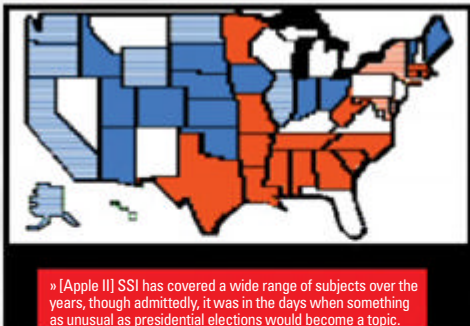 » [Apple II] SSI has covered a wide range of subjects over the
years, though admittedly, it was in the days when something
as unusual as presidential elections would become a topic.